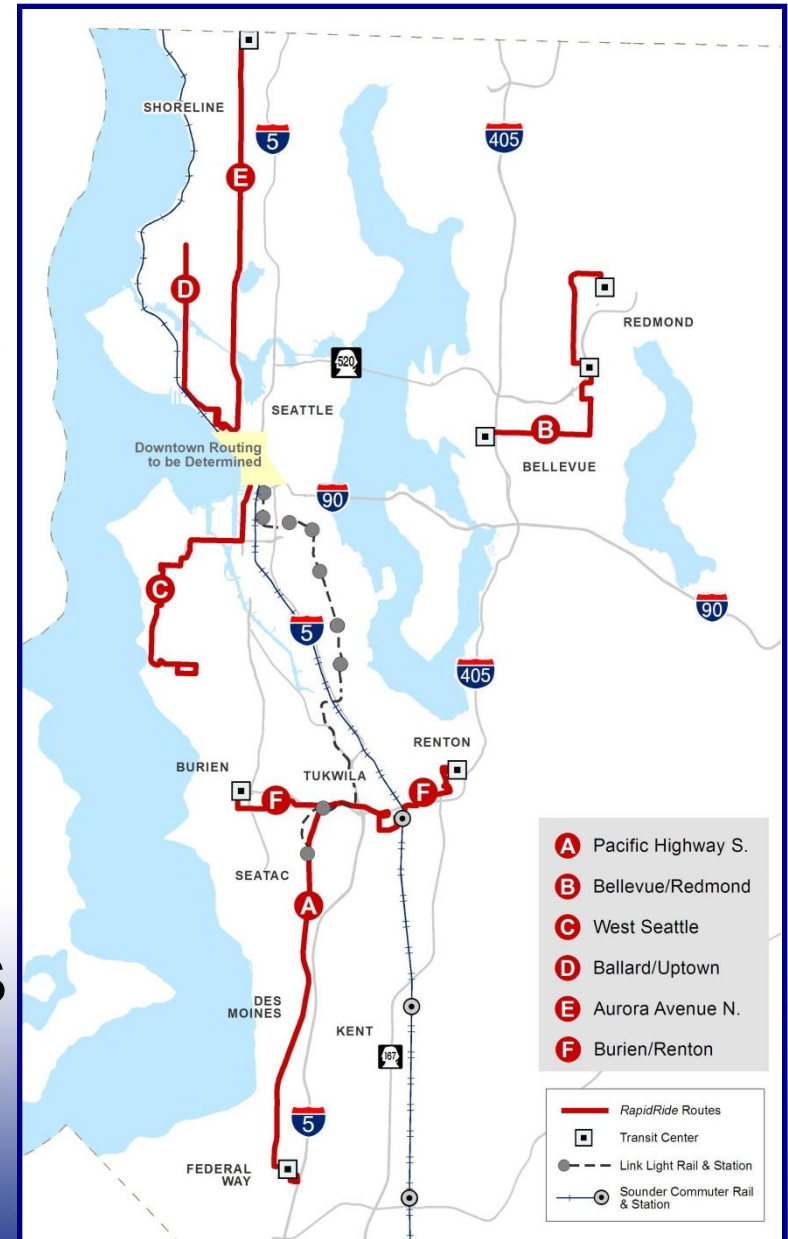 SHORELINE
5
405
E
D
REDMOND
520
SEATTLE
Downtown Routing
to be Determined
B
BELLEVUE
90
C
5
90
405
RENTON
BURIEN
TUKWILA
F
F
SEATAC
A
DES
MOINES
KENT
167
5
FEDERAL
WAY
A Pacific Highway S.
B Bellevue/Redmond
C West Seattle
D Ballard/Uptown
E Aurora Avenue N.
F Burien/Renton
RapidRide Routes
Transit Center
Link Light Rail & Station
Sounder Commuter Rail
& Station
s